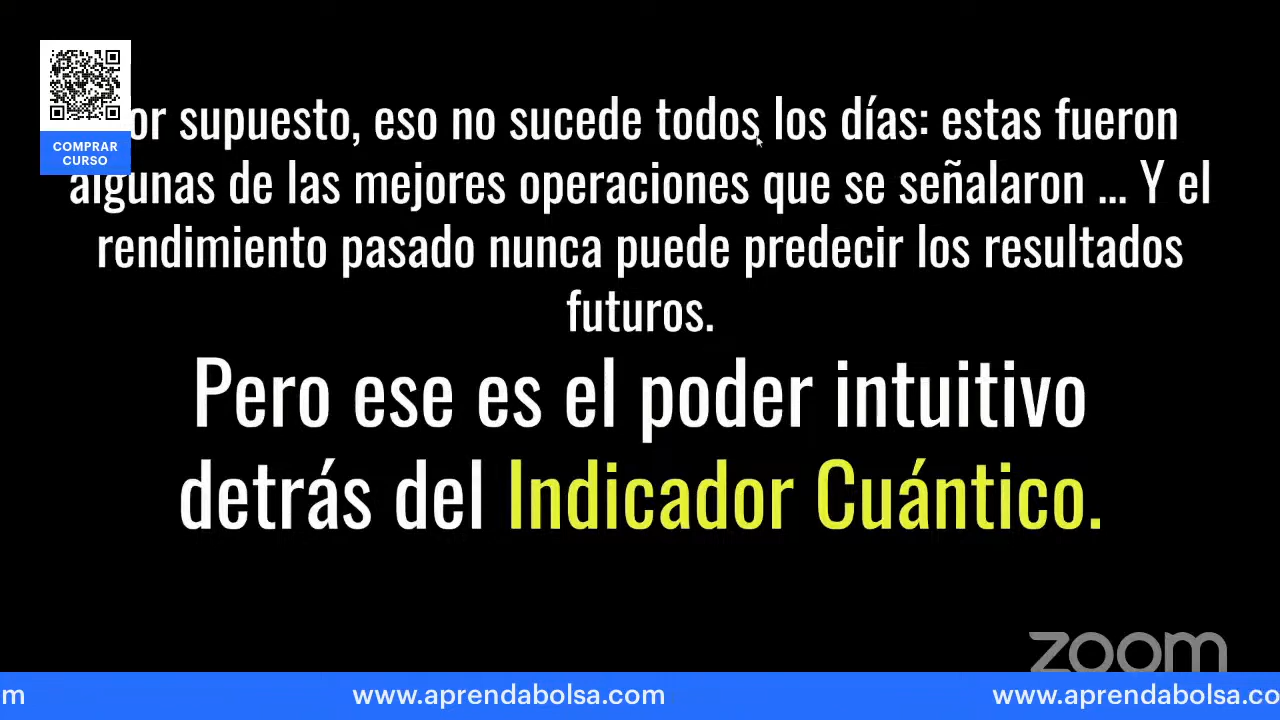 COMPRAR
CURSO
or supuesto, eso no sucede todos los días: estas fueron
algunas de las mejores operaciones que se señalaron ... Y el
rendimiento pasado nunca puede predecir los resultados
futuros.
Pero ese es el poder intuitivo
detrás del Indicador Cuántico.
zoom
m www.aprendabolsa.com www.aprendabolsa.co